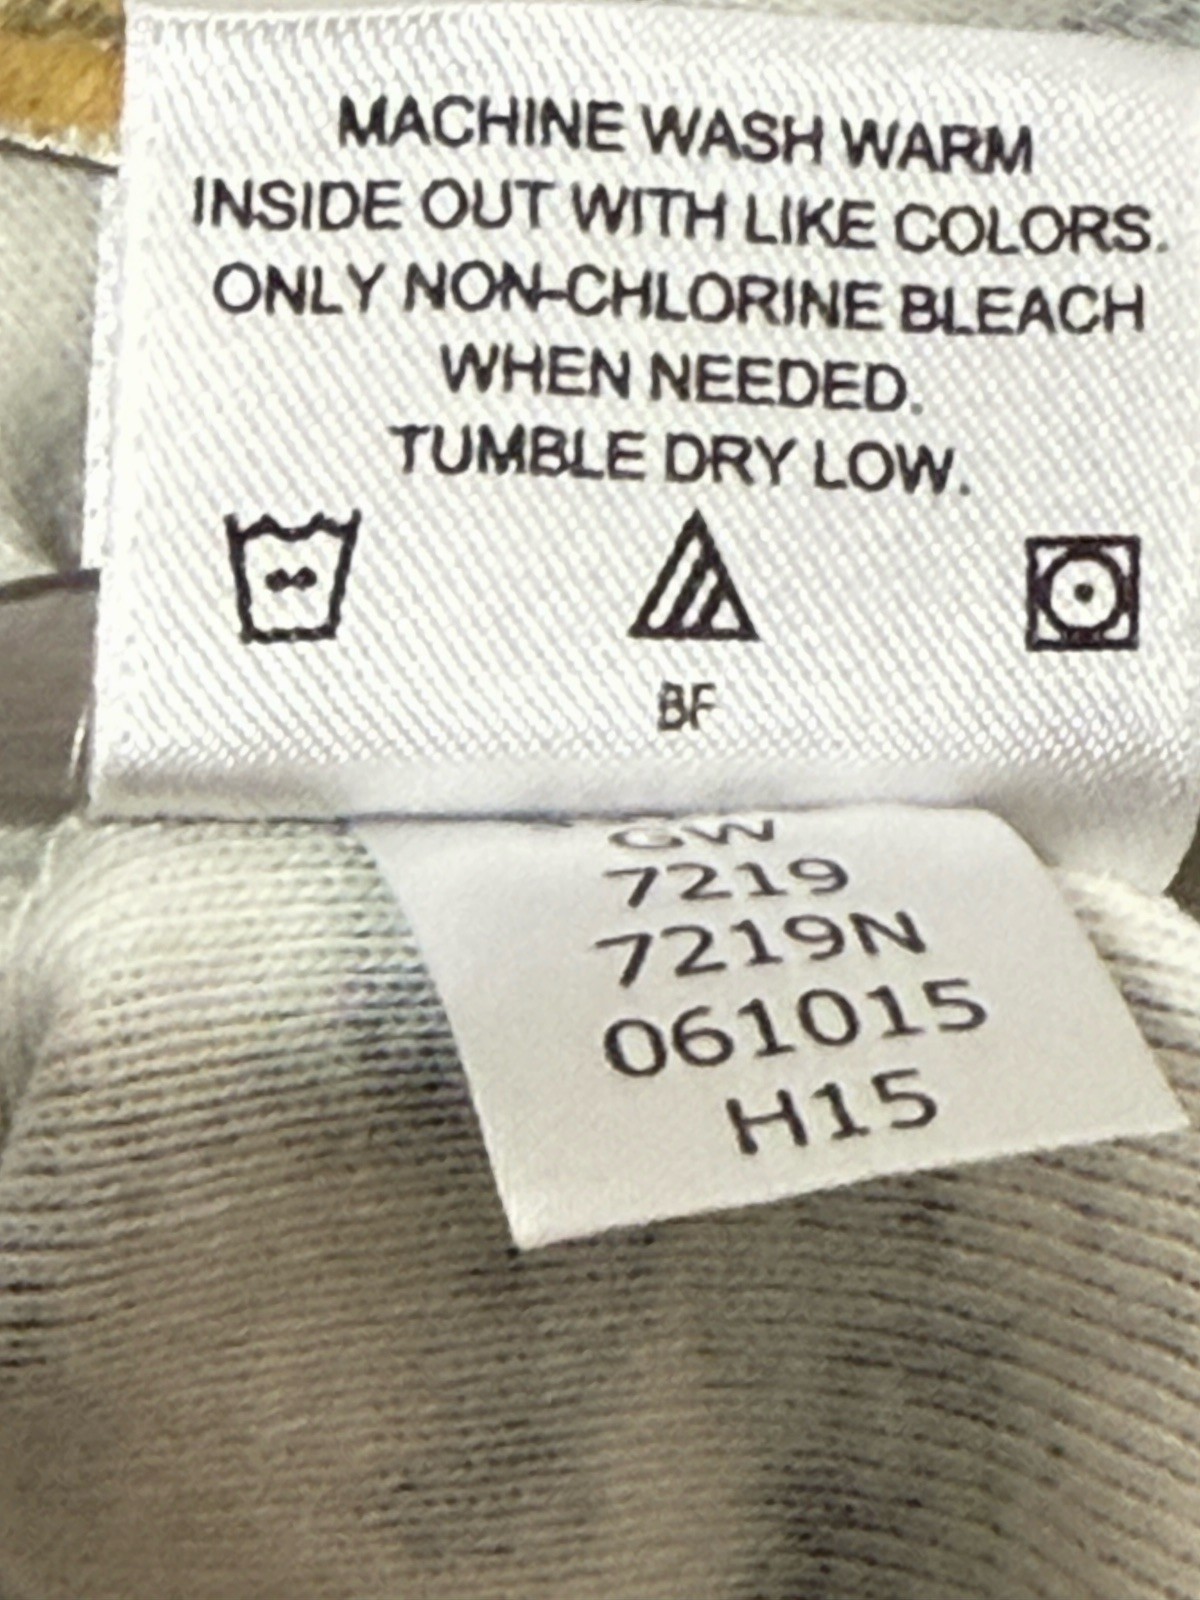 MACHINE WASH WARM
INSIDE OUT WITH LIKE COLORS.
ONLY NON-CHLORINE BLEACH
WHEN NEEDED.
TUMBLE DRY LOW.
BF
GW
7219
7219N
061015
H15